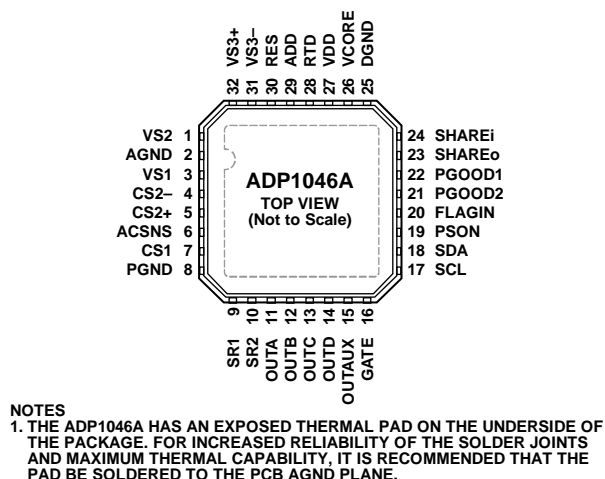 32 VS3+
31 VS3–
30 RES
29 ADD
28 RTD
27 VDD
26 VCORE
25 DGND
VS2 1
AGND 2
VS1 3
CS2– 4
CS2+ 5
ACSNS 6
CS1 7
PGND 8
ADP1046A
TOP VIEW
(Not to Scale)
24 SHAREi
23 SHAREo
22 PGOOD1
21 PGOOD2
20 FLAGIN
19 PSON
18 SDA
17 SCL
SR1 9
SR2 10
OUTA 11
OUTB 12
OUTC 13
OUTD 14
OUTAUX 15
GATE 16
NOTES
1. THE ADP1046A HAS AN EXPOSED THERMAL PAD ON THE UNDERSIDE OF
THE PACKAGE. FOR INCREASED RELIABILITY OF THE SOLDER JOINTS
AND MAXIMUM THERMAL CAPABILITY, IT IS RECOMMENDED THAT THE
PAD BE SOLDERED TO THE PCB AGND PLANE.